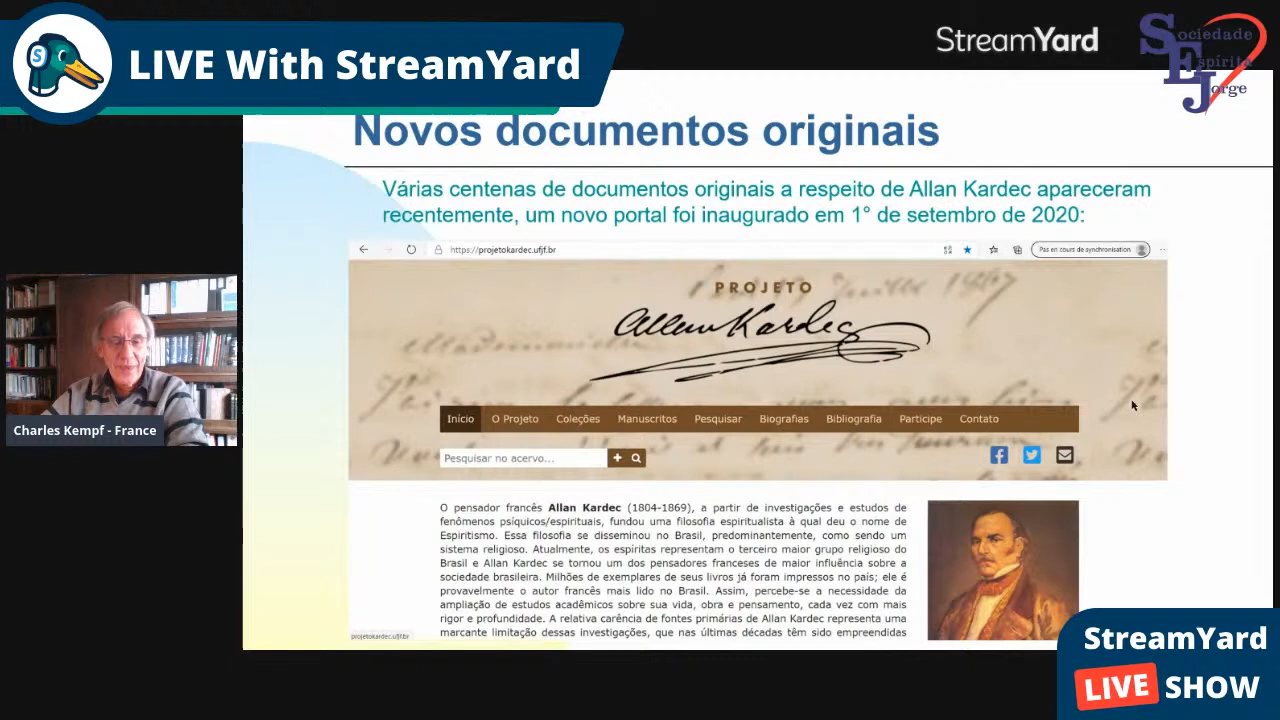 LIVE With StreamYard
StreamYard
Sociedade
Espírita
Jorge
Novos documentos originais
Várias centenas de documentos originais a respeito de Allan Kardec apareceram
recentemente, um novo portal foi inaugurado em 1° de setembro de 2020:
https://projetokardec.ufjf.br
Pas en cours de synchronisation
PROJETO
Allan Kardec
Início O Projeto Coleções Manuscritos Pesquisar Biografias Bibliografia Participe Contato
Pesquisar no acervo...
O pensador francês Allan Kardec (1804-1869), a partir de investigações e estudos de
fenômenos psíquicos/espirituais, fundou uma filosofia espiritualista à qual deu o nome de
Espiritismo. Essa filosofia se disseminou no Brasil, predominantemente, como sendo um
sistema religioso. Atualmente, os espíritas representam o terceiro maior grupo religioso do
Brasil e Allan Kardec se tornou um dos pensadores franceses de maior influência sobre a
sociedade brasileira. Milhões de exemplares de seus livros já foram impressos no país; ele é
provavelmente o autor francês mais lido no Brasil. Assim, percebe-se a necessidade da
ampliação de estudos acadêmicos sobre sua vida, obra e pensamento, cada vez com mais
rigor e profundidade. A relativa carência de fontes primárias de Allan Kardec representa uma
marcante limitação dessas investigações, que nas últimas décadas têm sido empreendidas
projetokardec.ufjf.br
Charles Kempf - France
StreamYard
LIVE SHOW